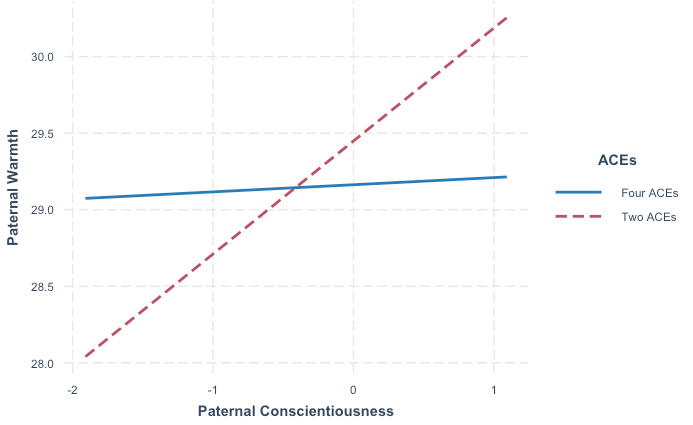 30.0
29.5
29.0
28.5
28.0
-2
-1
0
1
Paternal Warmth
Paternal Conscientiousness
ACEs
Four ACEs
Two ACEs